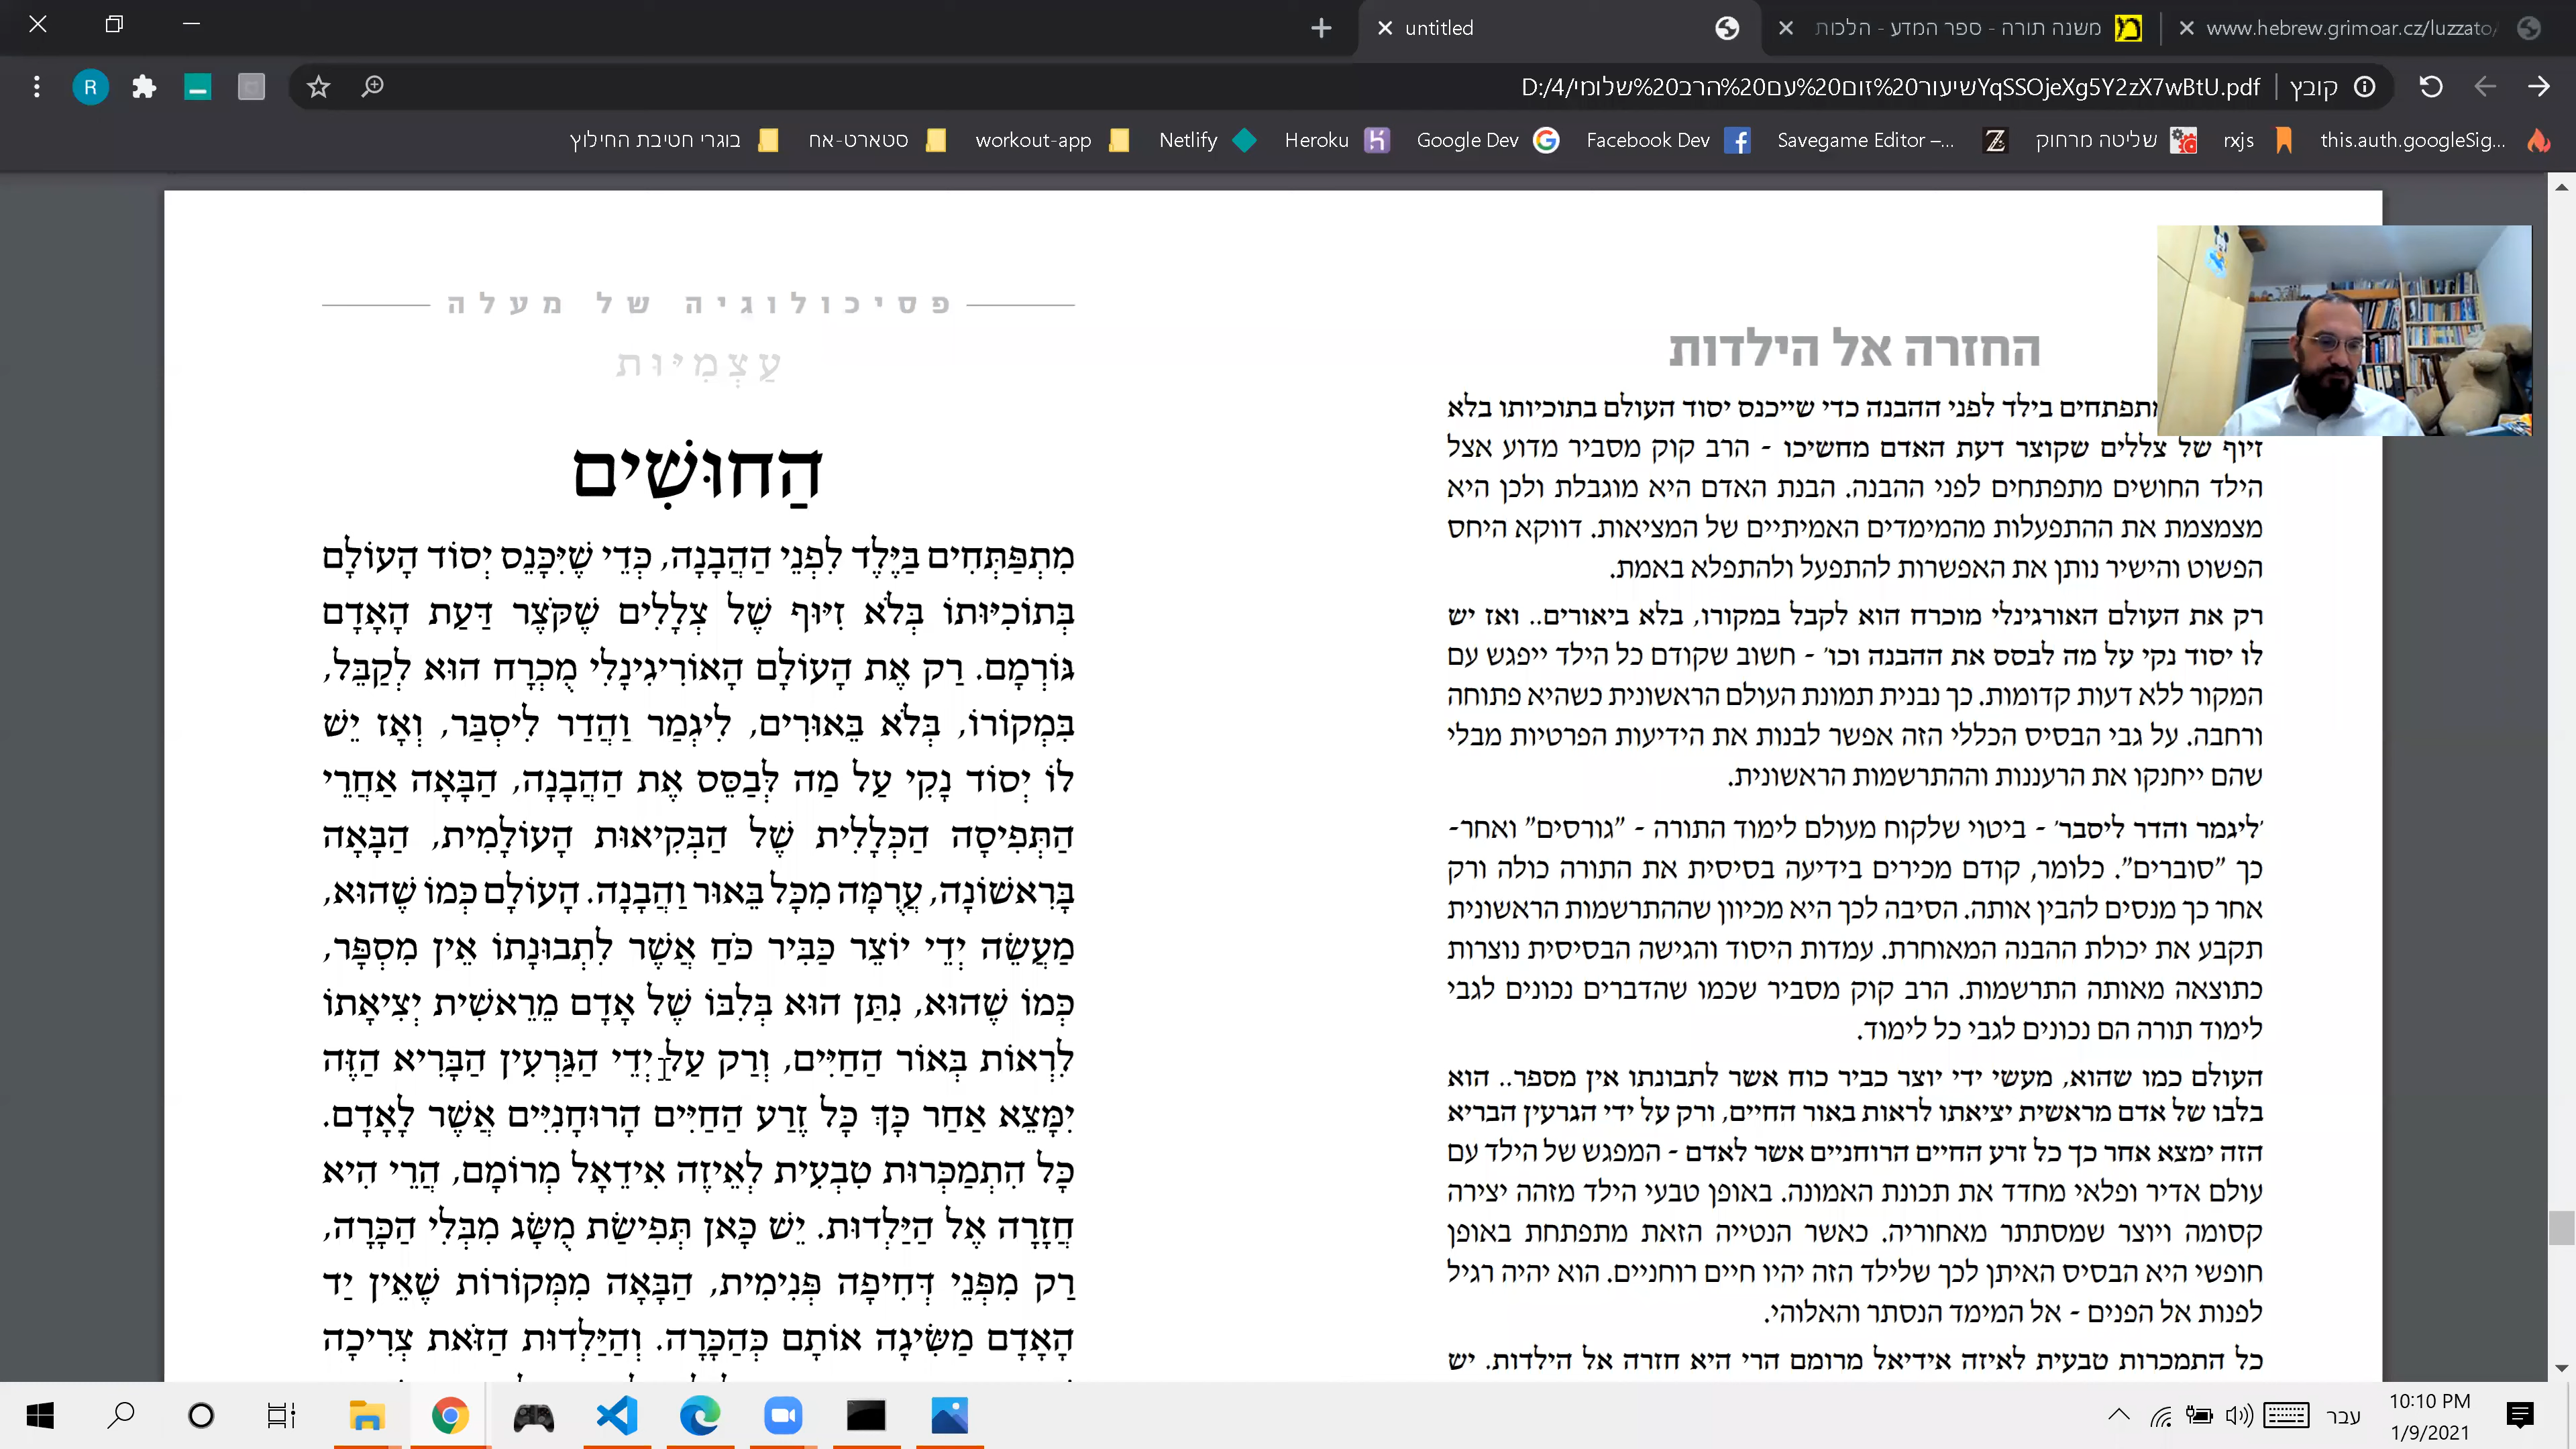 untitled
משנה תורה - ספר המדע - הלכות
www.hebrew.grimoar.cz/luzzato/
R
D:/4/שיעור%20זום%20עם%20הרב%20שלומי/YqSSOjeXg5Y2zX7wBtU.pdf
קובץ
this.auth.googleSig...
rxjs
שליטה מרחוק
Savegame Editor –...
Facebook Dev
Google Dev
Heroku
Netlify
workout-app
סטארט-אח
בוגרי חטיבת החילוץ
החזרה אל הילדות
מתפתחים בילד לפני ההבנה כדי שייכנס יסוד העולם בתוכיותו בלא
זיוף של צללים שקוצר דעת האדם מחשיכו - הרב קוק מסביר מדוע אצל
הילד החושים מתפתחים לפני ההבנה. הבנת האדם היא מוגבלת ולכן היא
מצמצמת את ההתפעלות מהמימדים האמיתיים של המציאות. דווקא היחס
הפשוט והישיר נותן את האפשרות להתפעל ולהתפלא באמת.
רק את העולם האורגינלי מוכרח הוא לקבל במקורו, בלא ביאורים.. ואז יש
לו יסוד נקי על מה לבסס את ההבנה וכו' - חשוב שקודם כל הילד ייפגש עם
המקור ללא דעות קדומות. כך נבנית תמונת העולם הראשונית כשהיא פתוחה
ורחבה. על גבי הבסיס הכללי הזה אפשר לבנות את הידיעות הפרטיות מבלי
שהם ייחנקו את הרעננות וההתרשמות הראשונית.
'ליגמר והדר ליסבר' - ביטוי שלקוח מעולם לימוד התורה - "גורסים" ואחר-
כך "סוברים". כלומר, קודם מכירים בידיעה בסיסית את התורה כולה ורק
אחר כך מנסים להבין אותה. הסיבה לכך היא מכיוון שההתרשמות הראשונית
תקבע את יכולת ההבנה המאוחרת. עמדות היסוד והגישה הבסיסית נוצרות
כתוצאה מאותה התרשמות. הרב קוק מסביר שכמו שהדברים נכונים לגבי
לימוד תורה הם נכונים לגבי כל לימוד.
העולם כמו שהוא, מעשי ידי יוצר כביר כוח אשר לתבונתו אין מספר.. הוא
בלבו של אדם מראשית יציאתו לראות באור החיים, ורק על ידי הגרעין הבריא
הזה ימצא אחר כך כל זרע החיים הרוחניים אשר לאדם - המפגש של הילד עם
עולם אדיר ופלאי מחדד את תכונת האמונה. באופן טבעי הילד מזהה יצירה
קסומה ויוצר שמסתתר מאחוריה. כאשר הנטייה הזאת מתפתחת באופן
חופשי היא הבסיס האיתן לכך שלילד הזה יהיו חיים רוחניים. הוא יהיה רגיל
לפנות אל הפנים - אל המימד הנסתר והאלוהי.
כל התמכרות טבעית לאיזה אידיאל מרומם הרי היא חזרה אל הילדות. יש
פסיכולוגיה של מעלה
עַצְמִיּוּת
הַחוּשִׁים
מִתְפַּתְּחִים בַּיֶּלֶד לִפְנֵי הַהֲבָנָה, כְּדֵי שֶׁיִּכָּנֵס יְסוֹד הָעוֹלָם
בְּתוֹכִיּוּתוֹ בְּלֹא זִיּוּף שֶׁל צְלָלִים שֶׁקֹּצֶר דַּעַת הָאָדָם
גּוֹרְמָם. רַק אֶת הָעוֹלָם הָאוֹרִיגִינָלִי מֻכְרָח הוּא לְקַבֵּל,
בִּמְקוֹרוֹ, בְּלֹא בֵּאוּרִים, לִיגְמַר וַהֲדַר לִיסְבַּר, וְאָז יֵשׁ
לוֹ יְסוֹד נָקִי עַל מַה לְּבַסֵּס אֶת הַהֲבָנָה, הַבָּאָה אַחֲרֵי
הַתְּפִיסָה הַכְּלָלִית שֶׁל הַבְּקִיאוּת הָעוֹלָמִית, הַבָּאָה
בָּרִאשׁוֹנָה, עֲרֻמָּה מִכָּל בֵּאוּר וַהֲבָנָה. הָעוֹלָם כְּמוֹ שֶׁהוּא,
מַעֲשֵׂה יְדֵי יוֹצֵר כַּבִּיר כֹּחַ אֲשֶׁר לִתְבוּנָתוֹ אֵין מִסְפָּר,
כְּמוֹ שֶׁהוּא, נִתַּן הוּא בְּלִבּוֹ שֶׁל אָדָם מֵרֵאשִׁית יְצִיאָתוֹ
לִרְאוֹת בְּאוֹר הַחַיִּים, וְרַק עַל יְדֵי הַגַּרְעִין הַבָּרִיא הַזֶּה
יִמָּצֵא אַחַר כָּךְ כָּל זֶרַע הַחַיִּים הָרוּחָנִיִּים אֲשֶׁר לָאָדָם.
כָּל הִתְמַכְּרוּת טִבְעִית לְאֵיזֶה אִידֵאָל מְרוֹמָם, הֲרֵי הִיא
חֲזָרָה אֶל הַיַּלְדוּת. יֵשׁ כָּאן תְּפִישַׂת מֻשָּׂג מִבְּלִי הַכָּרָה,
רַק מִפְּנֵי דְּחִיפָה פְּנִימִית, הַבָּאָה מִמְּקוֹרוֹת שֶׁאֵין יַד
הָאָדָם מַשִּׂיגָה אוֹתָם כְּהַכָּרָה. וְהַיַּלְדוּת הַזֹּאת צְרִיכָה
עבר
10:10 PM
1/9/2021